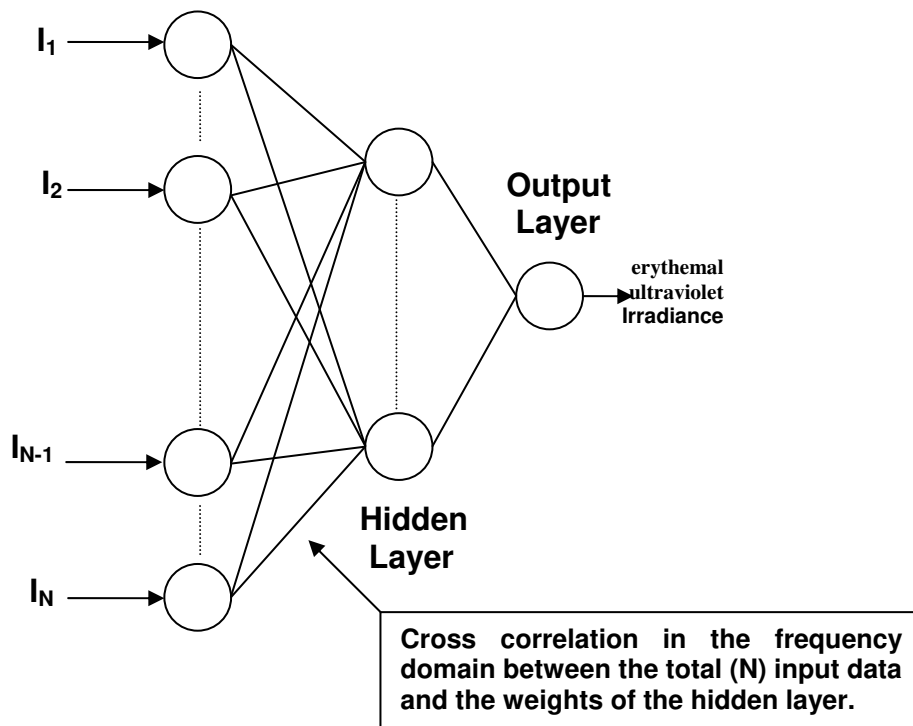 I1
I2
IN-1
IN
Hidden
Layer
Output
Layer
erythemal
ultraviolet
Irradiance
Cross correlation in the frequency
domain between the total (N) input data
and the weights of the hidden layer.